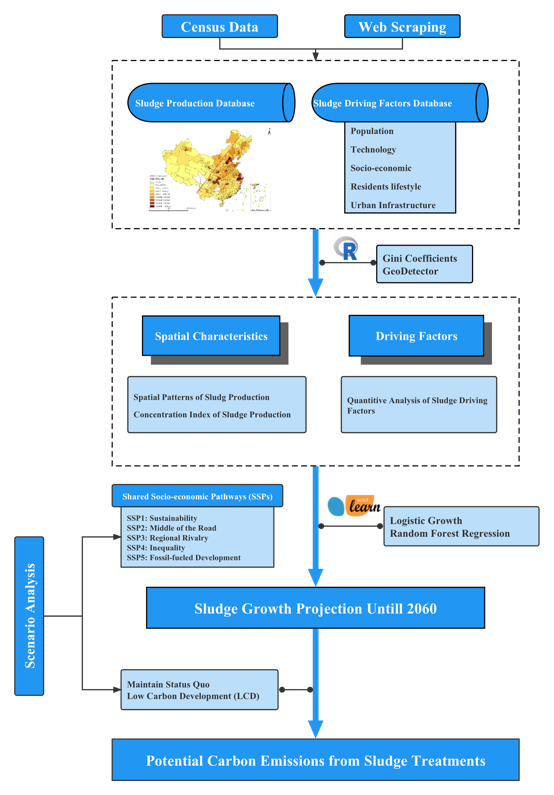 Census Data
Web Scraping
Sludge Production Database
Sludge Driving Factors Database
Population
Technology
Socio-economic
Residents lifestyle
Urban Infrastructure
R
Gini Coefficients
GeoDetector
Spatial Characteristics
Driving Factors
Spatial Patterns of Sludg Production
Concentration Index of Sludge Production
Quantitive Analysis of Sludge Driving
Factors
Shared Socio-economic Pathways (SSPs)
SSP1: Sustainability
SSP2: Middle of the Road
SSP3: Regional Rivalry
SSP4: Inequality
SSP5: Fossil-fueled Development
learn
Logistic Growth
Random Forest Regression
Scenario Analysis
Sludge Growth Projection Untill 2060
Maintain Status Quo
Low Carbon Development (LCD)
Potential Carbon Emissions from Sludge Treatments